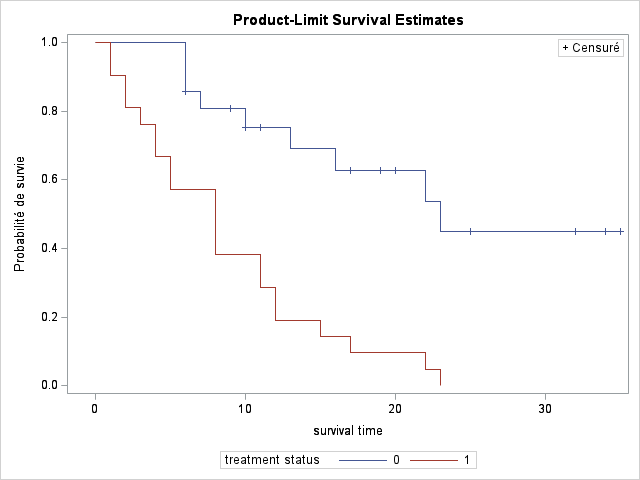 Product-Limit Survival Estimates
+ Censuré
1.0
0.8
0.6
0.4
0.2
0.0
Probabilité de survie
0 10 20 30
survival time
treatment status 0 1